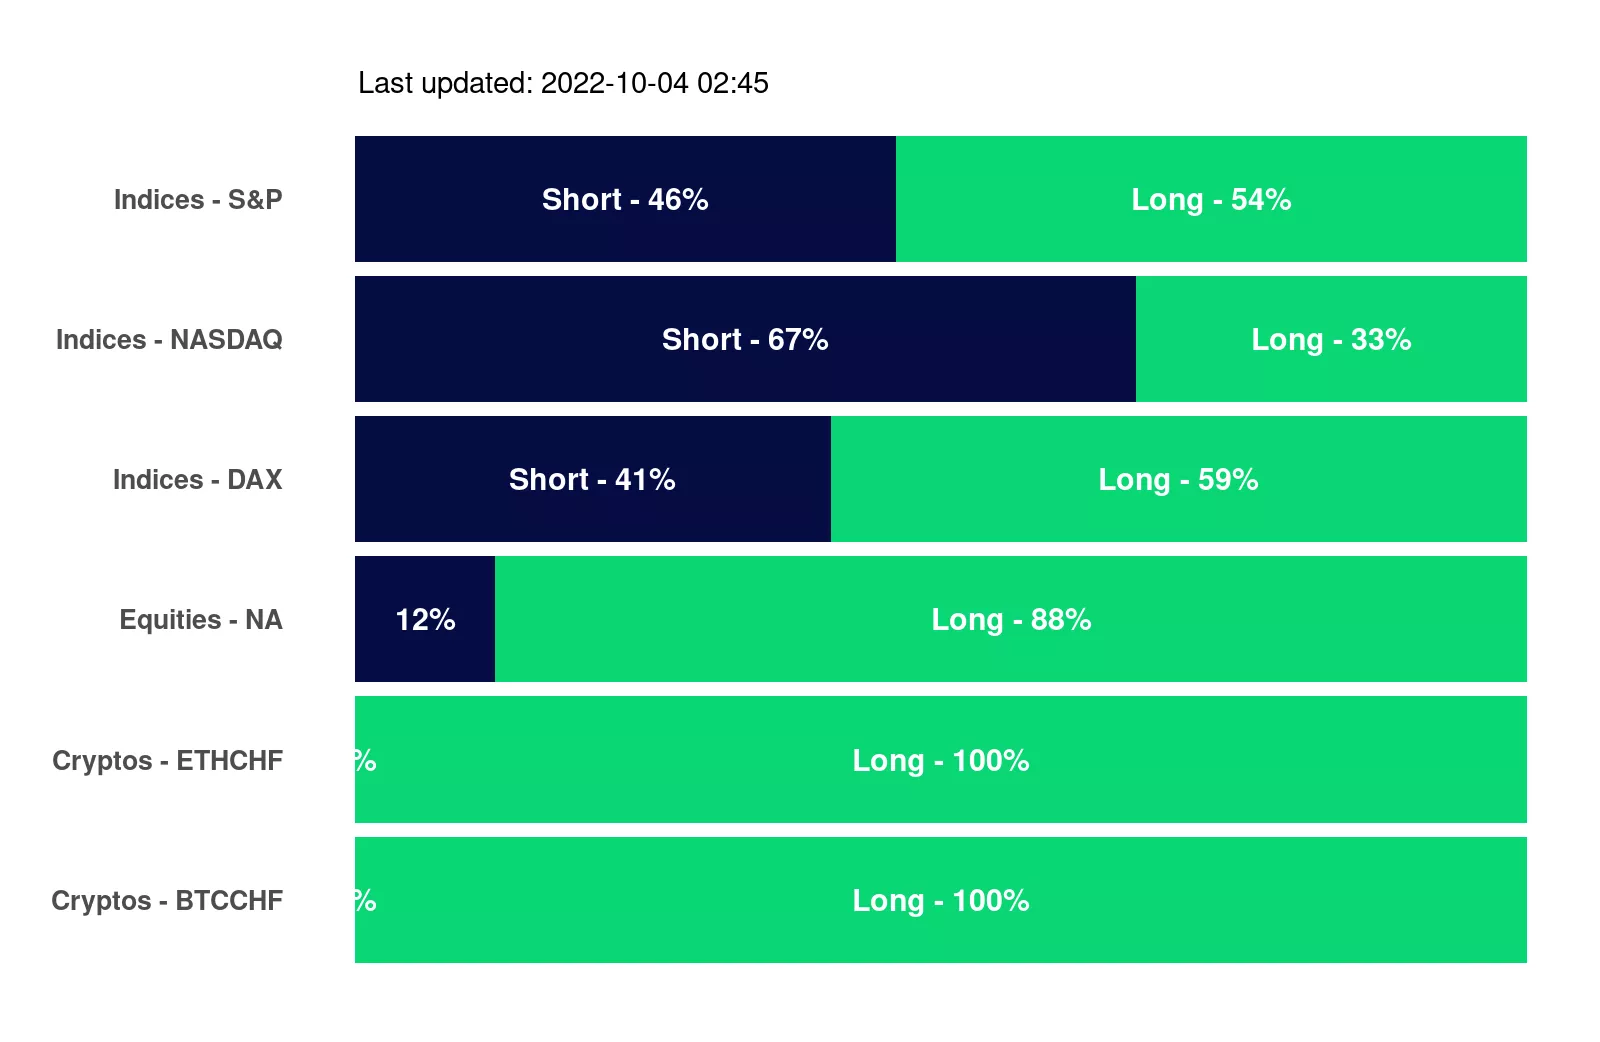 Last updated: 2022-10-04 02:45
Indices - S&P Short - 46% Long - 54%
Indices - NASDAQ Short - 67% Long - 33%
Indices - DAX Short - 41% Long - 59%
Equities - NA 12% Long - 88%
Cryptos - ETHCHF % Long - 100%
Cryptos - BTCCHF % Long - 100%